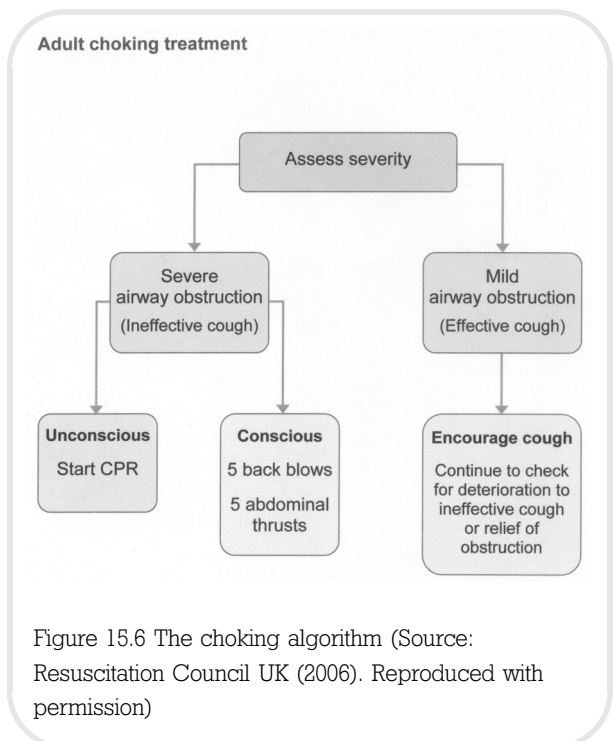 Adult choking treatment
Assess severity
Severe
airway obstruction
(Ineffective cough)
Mild
airway obstruction
(Effective cough)
Unconscious
Start CPR
Conscious
5 back blows
5 abdominal
thrusts
Encourage cough
Continue to check
for deterioration to
ineffective cough
or relief of
obstruction
Figure 15.6 The choking algorithm (Source:
Resuscitation Council UK (2006). Reproduced with
permission)